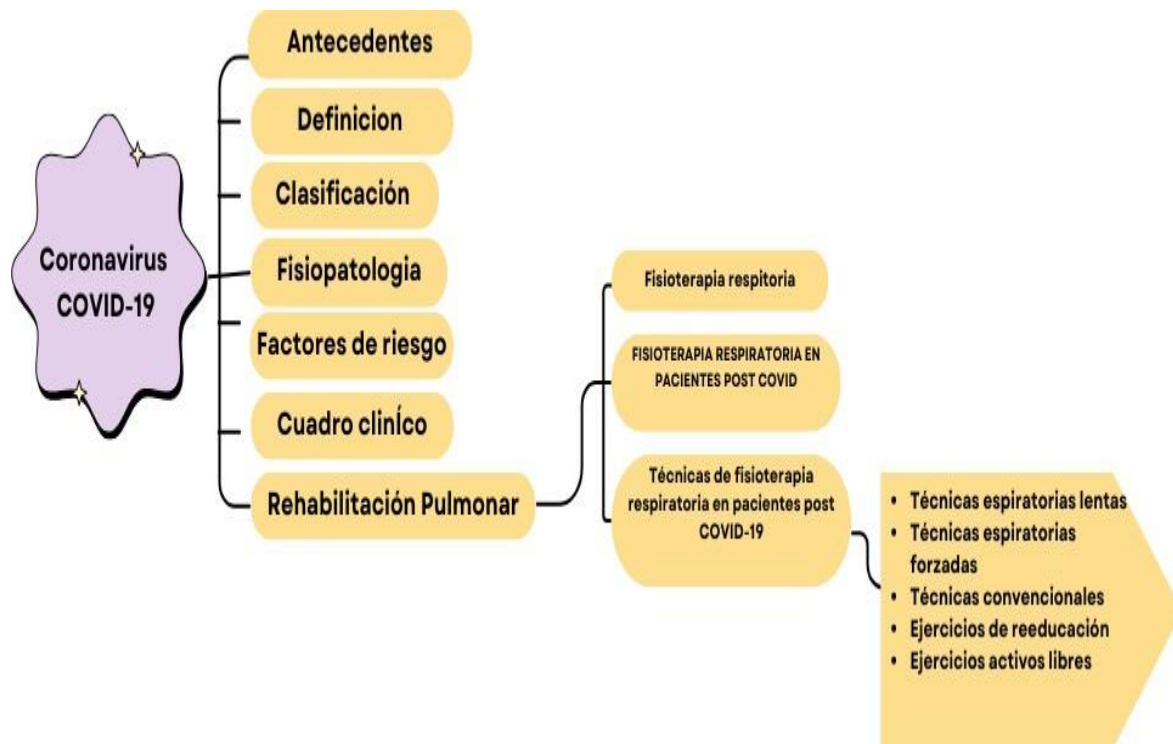 Coronavirus
COVID-19
Antecedentes
Definicion
Clasificación
Fisiopatologia
Factores de riesgo
Cuadro clinÍco
Rehabilitación Pulmonar
Fisioterapia respitoria
FISIOTERAPIA RESPIRATORIA EN
PACIENTES POST COVID
Técnicas de fisioterapia
respiratoria en pacientes post
COVID-19
• Técnicas espiratorias lentas
• Técnicas espiratorias
forzadas
• Técnicas convencionales
• Ejercicios de reeducación
• Ejercicios activos libres